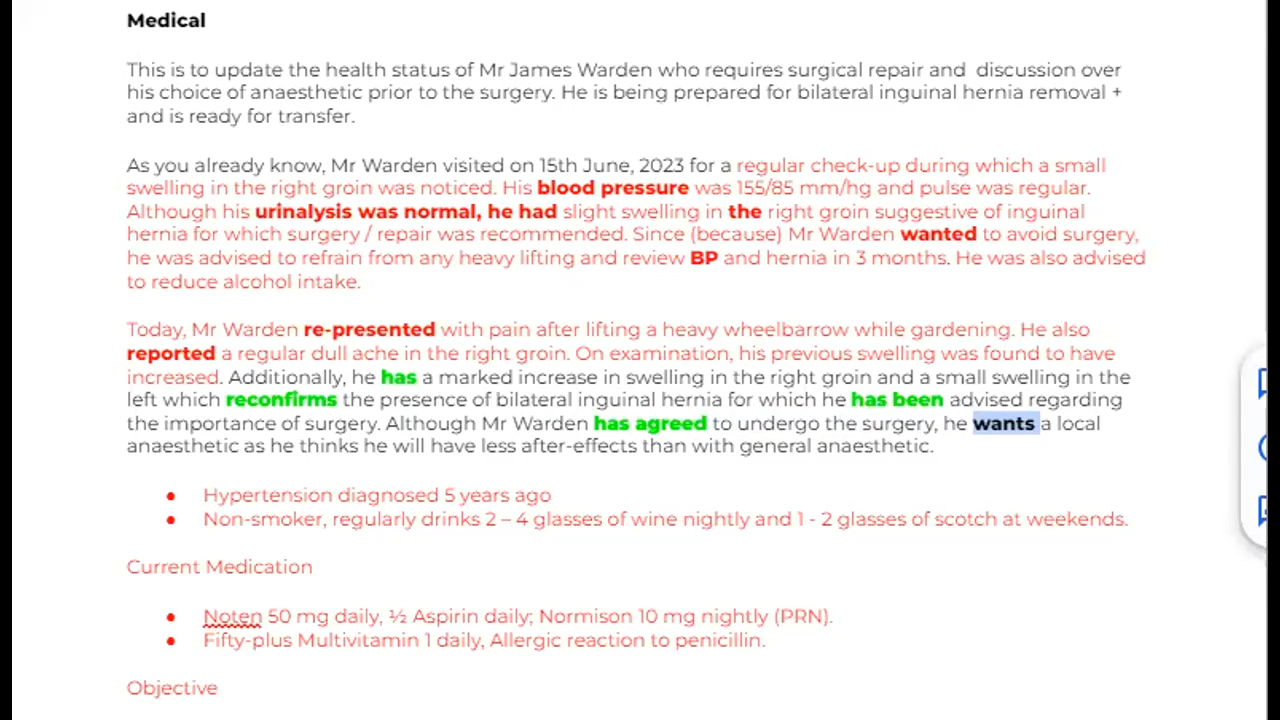 Medical
This is to update the health status of Mr James Warden who requires surgical repair and  discussion over
his choice of anaesthetic prior to the surgery. He is being prepared for bilateral inguinal hernia removal +
and is ready for transfer.
As you already know, Mr Warden visited on 15th June, 2023 for a regular check-up during which a small
swelling in the right groin was noticed. His blood pressure was 155/85 mm/hg and pulse was regular.
Although his urinalysis was normal, he had slight swelling in the right groin suggestive of inguinal
hernia for which surgery / repair was recommended. Since (because) Mr Warden wanted to avoid surgery,
he was advised to refrain from any heavy lifting and review BP and hernia in 3 months. He was also advised
to reduce alcohol intake.
Today, Mr Warden re-presented with pain after lifting a heavy wheelbarrow while gardening. He also
reported a regular dull ache in the right groin. On examination, his previous swelling was found to have
increased. Additionally, he has a marked increase in swelling in the right groin and a small swelling in the
left which reconfirms the presence of bilateral inguinal hernia for which he has been advised regarding
the importance of surgery. Although Mr Warden has agreed to undergo the surgery, he wants a local
anaesthetic as he thinks he will have less after-effects than with general anaesthetic.
● Hypertension diagnosed 5 years ago
● Non-smoker, regularly drinks 2 – 4 glasses of wine nightly and 1 - 2 glasses of scotch at weekends.
Current Medication
● Noten 50 mg daily, ½ Aspirin daily; Normison 10 mg nightly (PRN).
● Fifty-plus Multivitamin 1 daily, Allergic reaction to penicillin.
Objective